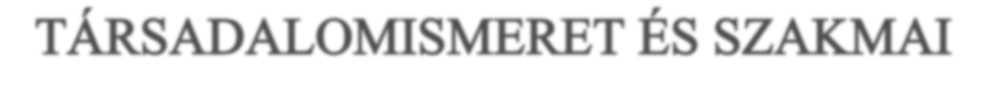 TÁRSADALOMISMERET ÉS SZAKMAI